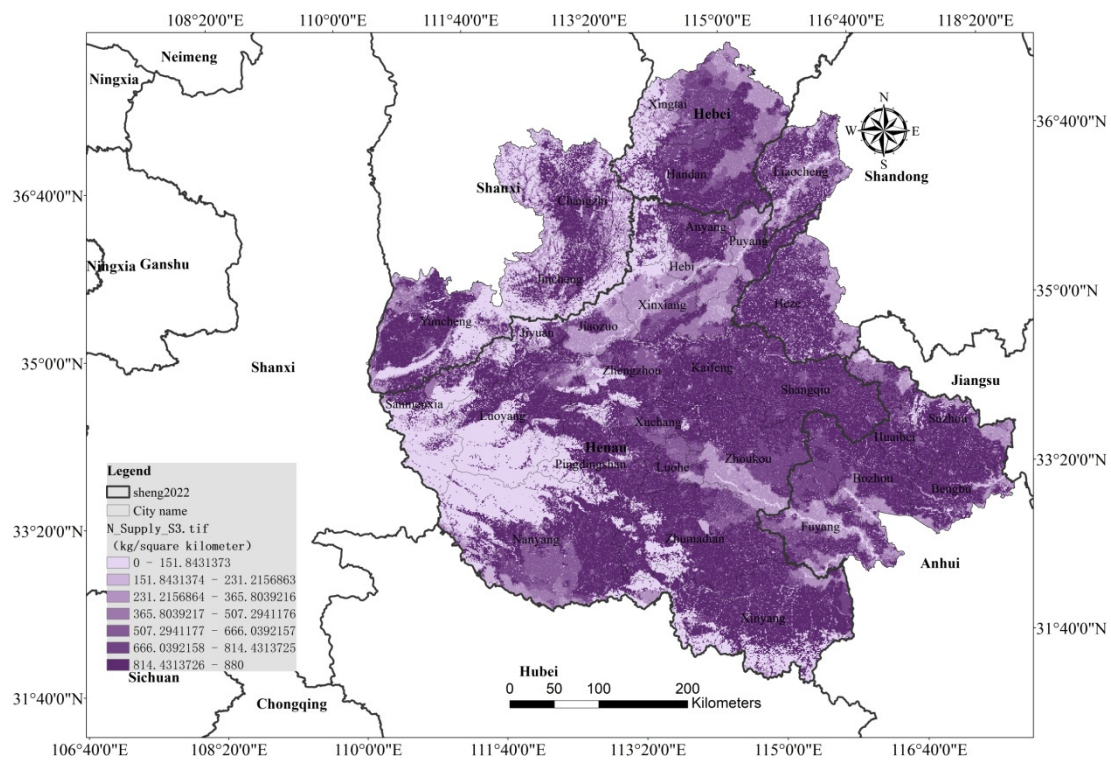 108°20'0"E 110°0'0"E 111°40'0"E 113°20'0"E 115°0'0"E 116°40'0"E 118°20'0"E
Neimeng
Ningxia
Xingtai
Hebei
N
W E
S
36°40'0"N
Handan
Liaocheng
Shandong
Shanxi
36°40'0"N
Changzhi
Anyang
Puyang
Ningxia Ganshu
Hebi
Jincheng
35°0'0"N
Xinxiang
Heze
Yuncheng
Jiyuan
Jiaozuo
Shanxi
35°0'0"N
Zhengzhou
Kaifeng
Jiangsu
Shangqiu
Sanmenxia
Luoyang
Suzhou
Xuchang
Huaibei
Henau
Pingdingshan
Luohe
Zhoukou
33°20'0"N
Bozhou
Bengbu
Legend
sheng2022
City name
N_Supply_S3.tif
(kg/square kilometer)
0 - 151.8431373
151.8431374 - 231.2156863
231.2156864 - 365.8039216
365.8039217 - 507.2941176
507.2941177 - 666.0392157
666.0392158 - 814.4313725
814.4313726 - 880
33°20'0"N
Nanyang
Zhumadian
Fuyang
Anhui
Xinyang
31°40'0"N
Sichuan
Hubei
0 50 100 200
Kilometers
31°40'0"N
Chongqing
106°40'0"E 108°20'0"E 110°0'0"E 111°40'0"E 113°20'0"E 115°0'0"E 116°40'0"E